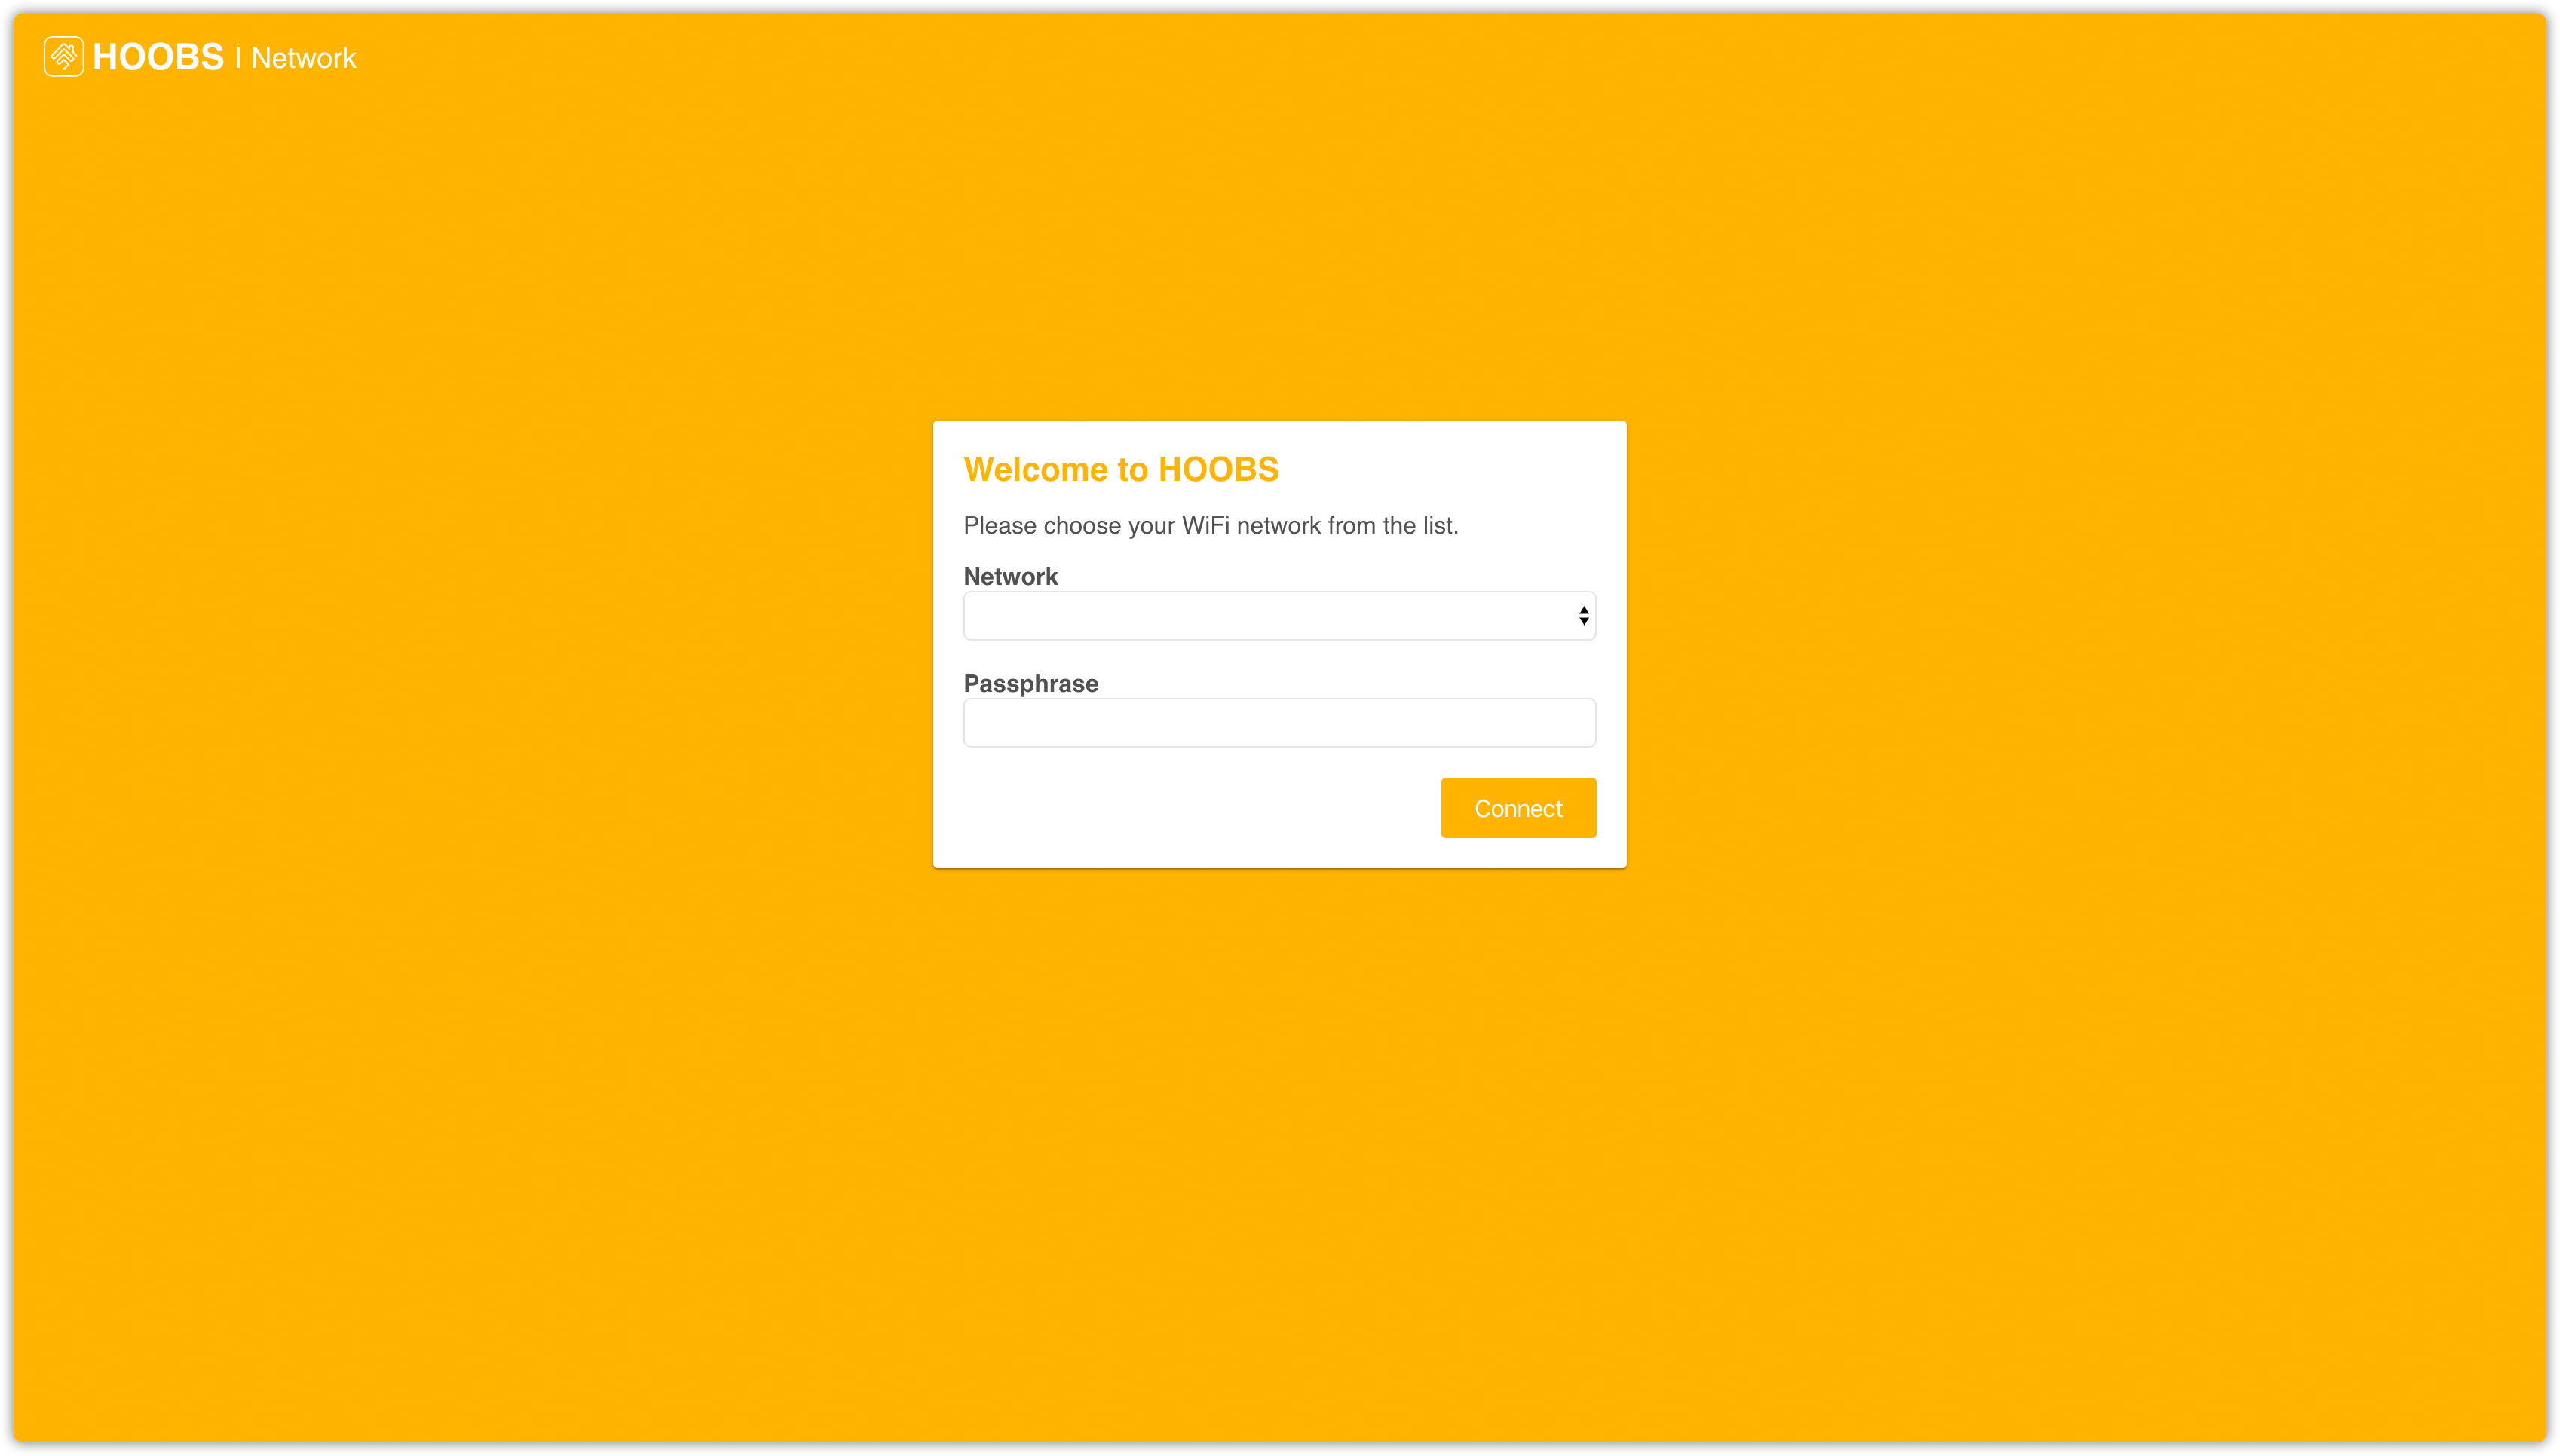 HOOBS | Network
Welcome to HOOBS
Please choose your WiFi network from the list.
Network
Passphrase
Connect